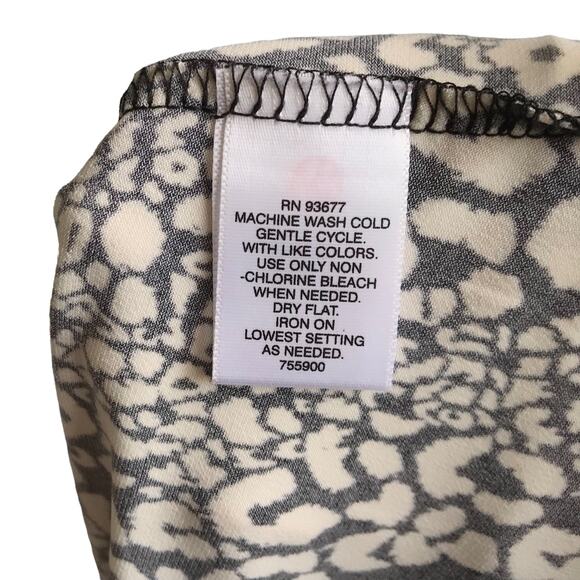 RN 93677
MACHINE WASH COLD
GENTLE CYCLE.
WITH LIKE COLORS.
USE ONLY NON
-CHLORINE BLEACH
WHEN NEEDED.
DRY FLAT.
IRON ON
LOWEST SETTING
AS NEEDED.
755900